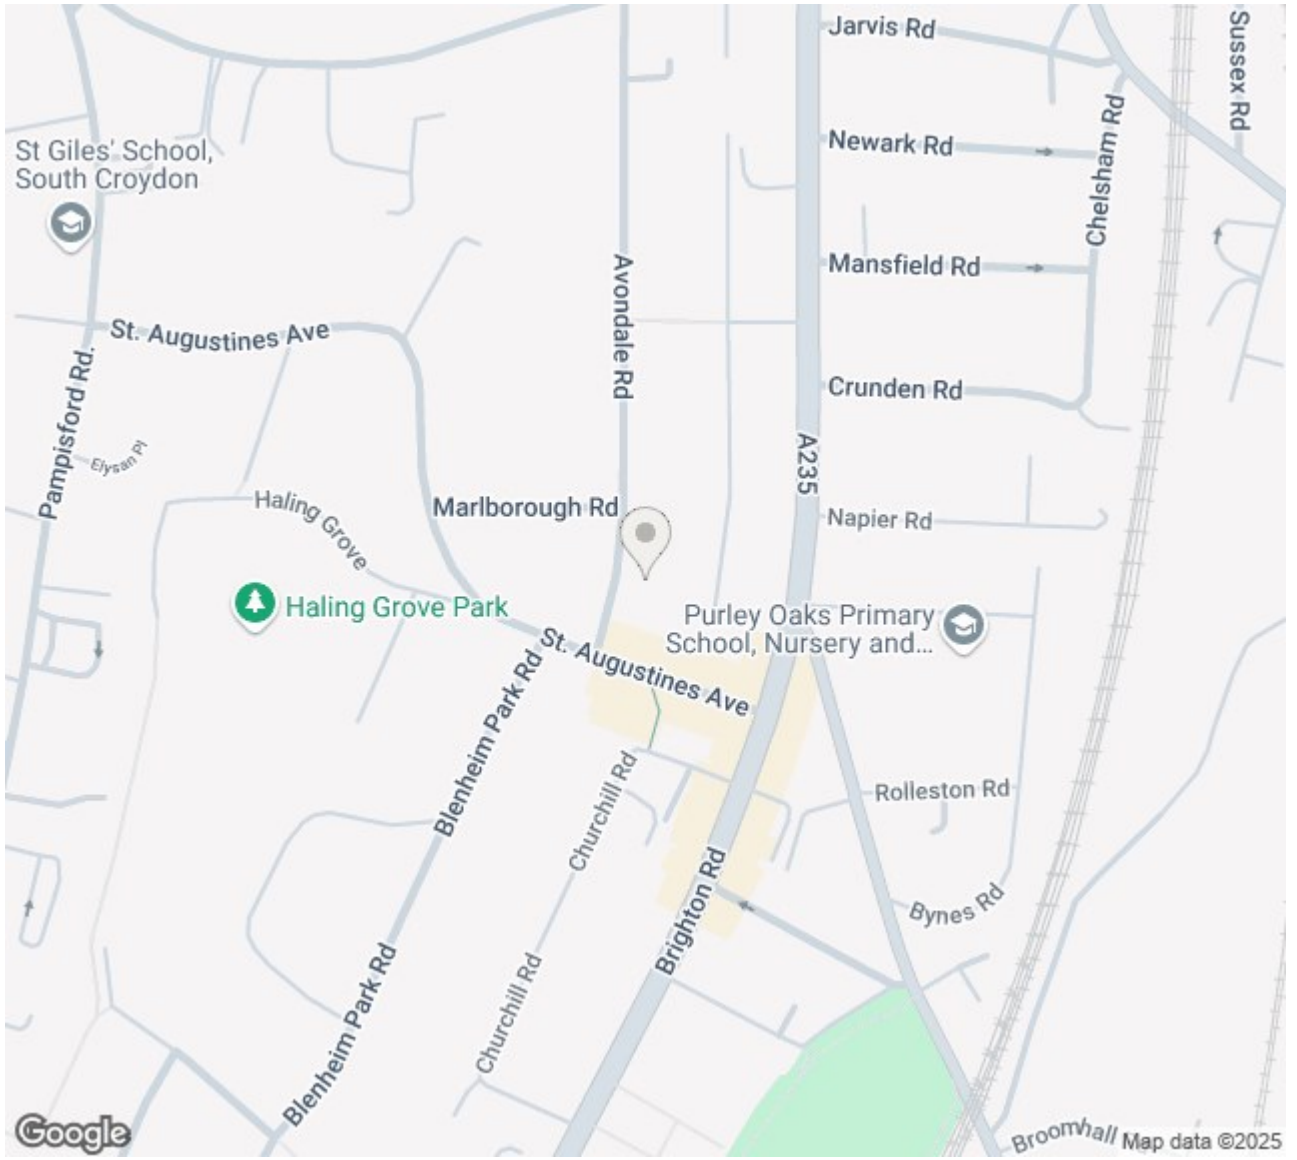 Jarvis Rd
Sussex Rd
Newark Rd
Chelsham Rd
St Giles' School,
South Croydon
Mansfield Rd
Avondale Rd
St. Augustines Ave
Pampisford Rd.
Crunden Rd
A235
Elysan Pl
Haling Grove
Marlborough Rd
Napier Rd
Haling Grove Park
Purley Oaks Primary
School, Nursery and...
St. Augustines Ave
Blenheim Park Rd
Churchill Rd
Rolleston Rd
Brighton Rd
Bynes Rd
Churchill Rd
Blenheim Park Rd
Broomhall
Google
Map data ©2025